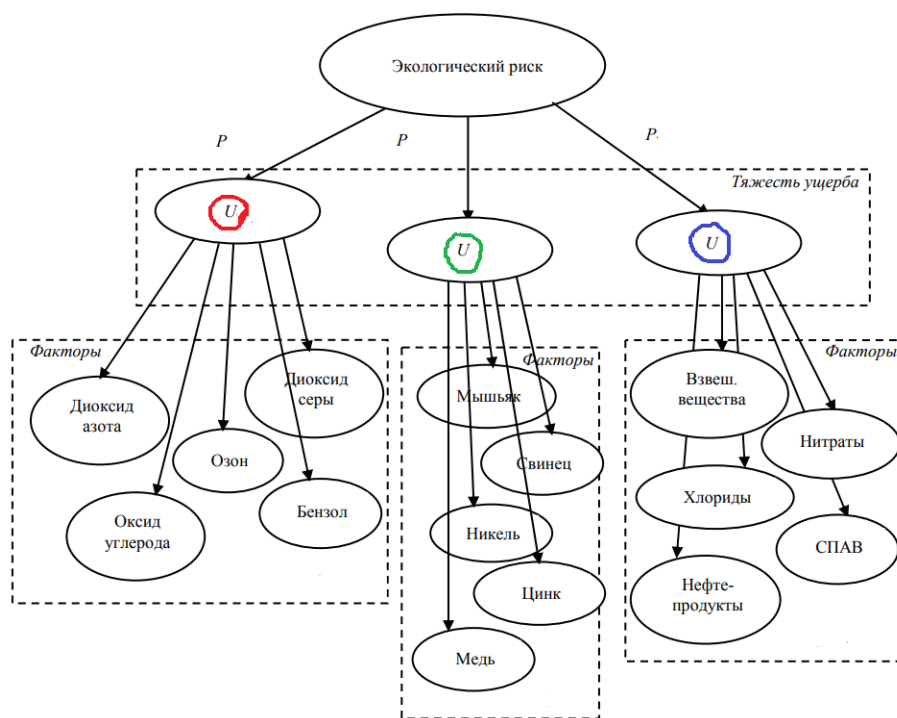 Экологический риск
P
P
P
Тяжесть ущерба
U
U
U
Факторы
Диоксид
азота
Диоксид
серы
Озон
Оксид
углерода
Бензол
Факторы
Мышьяк
Свинец
Никель
Цинк
Медь
Факторы
Взвеш.
вещества
Нитраты
Хлориды
СПАВ
Нефте-
продукты